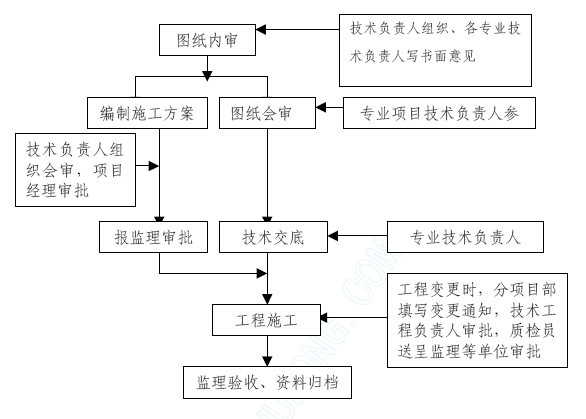 图纸内审
技术负责人组织、各专业技
术负责人写书面意见
编制施工方案
图纸会审
专业项目技术负责人参
技术负责人组
织会审，项目
经理审批
报监理审批
技术交底
专业技术负责人
工程变更时，分项目部
填写变更通知，技术工
程负责人审批，质检员
送呈监理等单位审批
工程施工
监理验收、资料归档